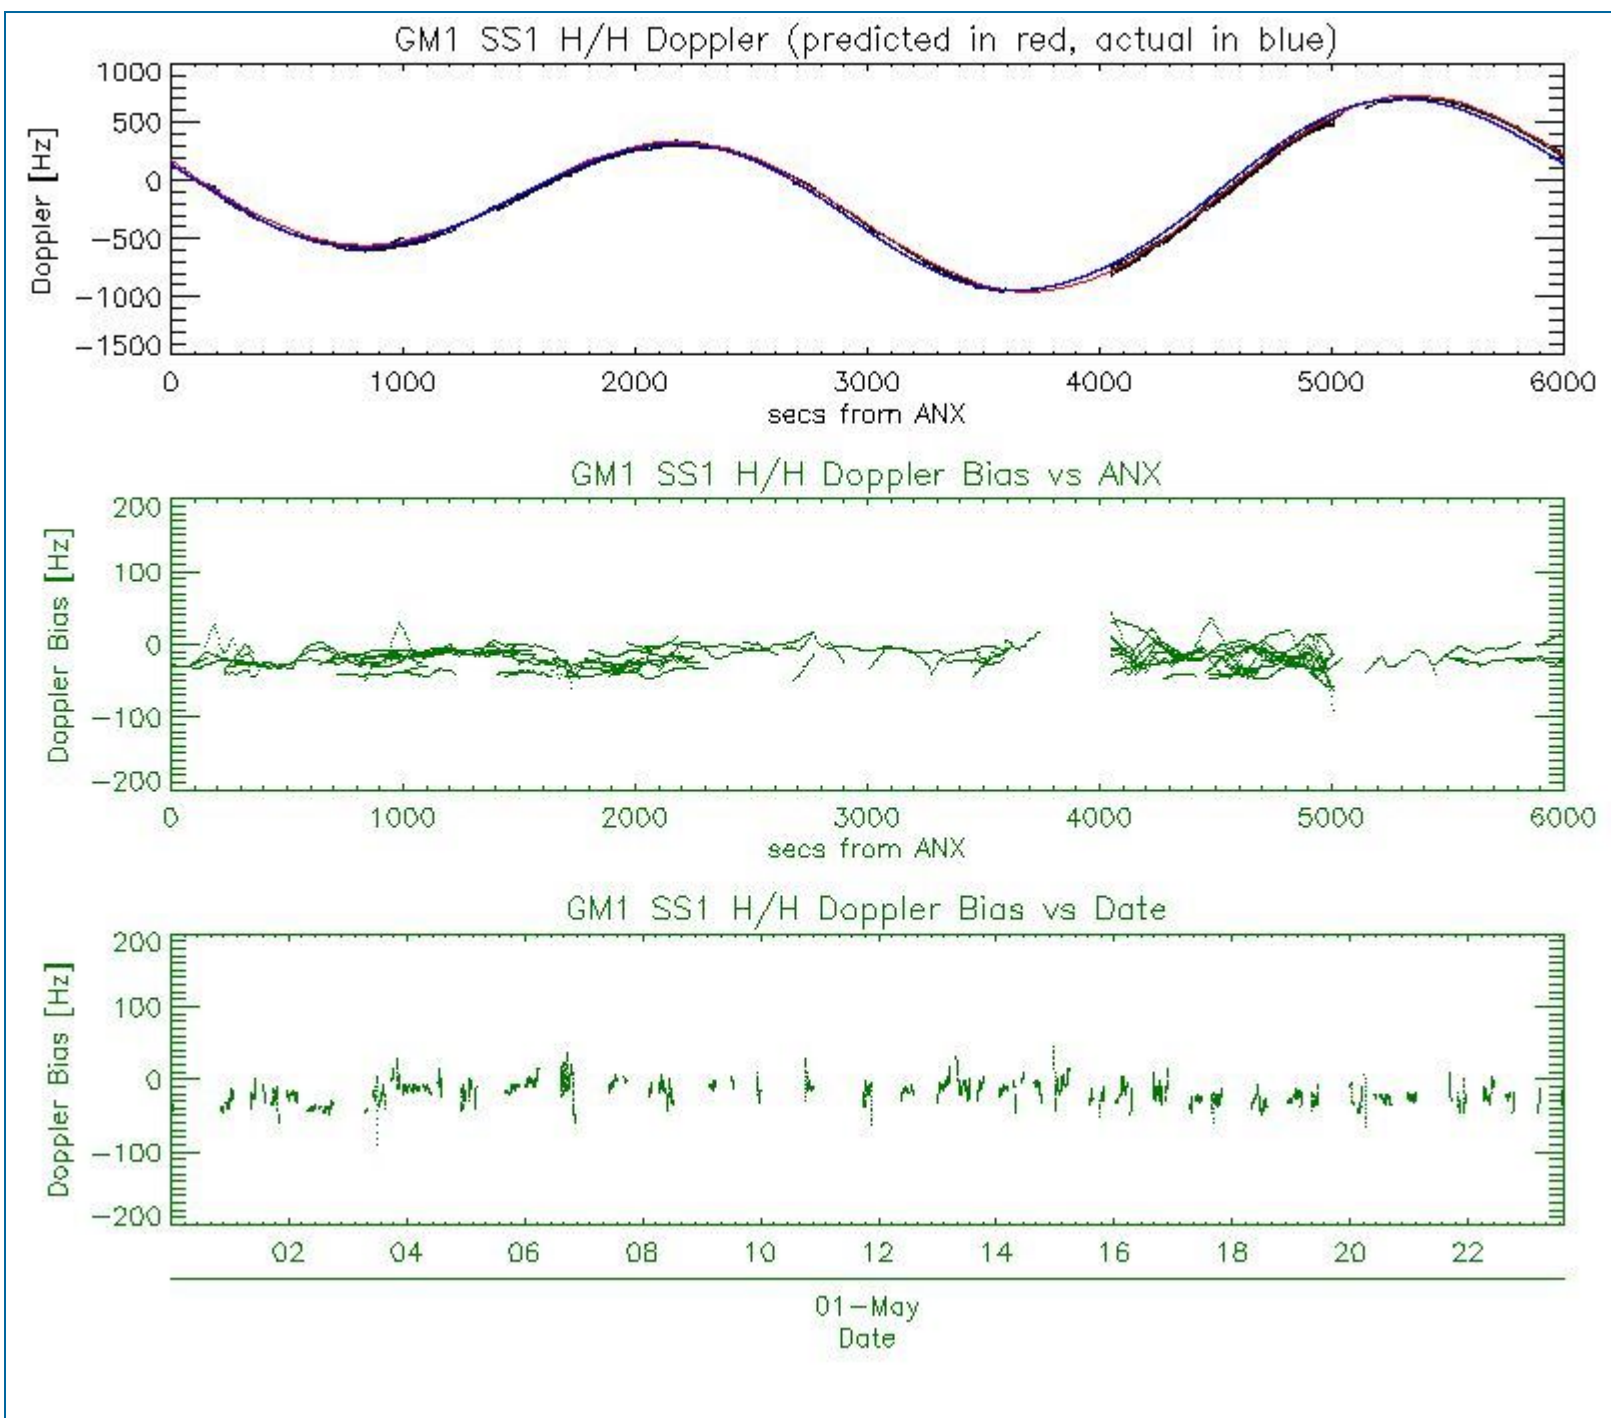 GM1 SS1 H/H Doppler (predicted in red, actual in blue)
1000
500
0
−500
−1000
−1500
Doppler [Hz]
0 1000 2000 3000 4000 5000 6000
secs from ANX
GM1 SS1 H/H Doppler Bias vs ANX
200
100
0
−100
−200
Doppler Bias [Hz]
0 1000 2000 3000 4000 5000 6000
secs from ANX
GM1 SS1 H/H Doppler Bias vs Date
200
100
0
−100
−200
Doppler Bias [Hz]
02 04 06 08 10 12 14 16 18 20 22
01−May
Date